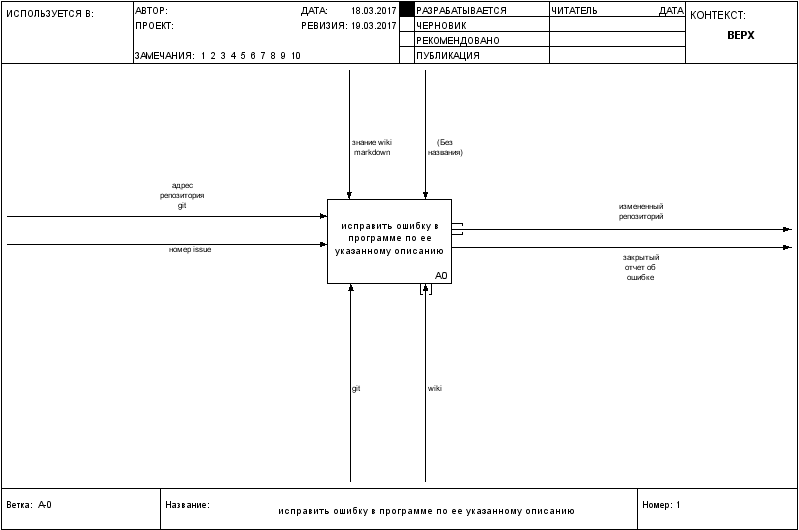 ИСПОЛЬЗУЕТСЯ В:
АВТОР:
ДАТА: 18.03.2017
РАЗРАБАТЫВАЕТСЯ
ЧИТАТЕЛЬ
ДАТА
КОНТЕКСТ:
ПРОЕКТ:
РЕВИЗИЯ: 19.03.2017
ЧЕРНОВИК
ВЕРХ
РЕКОМЕНДОВАНО
ЗАМЕЧАНИЯ: 1 2 3 4 5 6 7 8 9 10
ПУБЛИКАЦИЯ
знание wiki
markdown
(Без
названия)
адрес
репозитория
git
номер issue
исправить ошибку в
программе по ее
указанному описанию
A0
измененный
репозиторий
закрытый
отчет об
ошибке
git
wiki
Ветка: A-0
Название:
исправить ошибку в программе по ее указанному описанию
Номер: 1